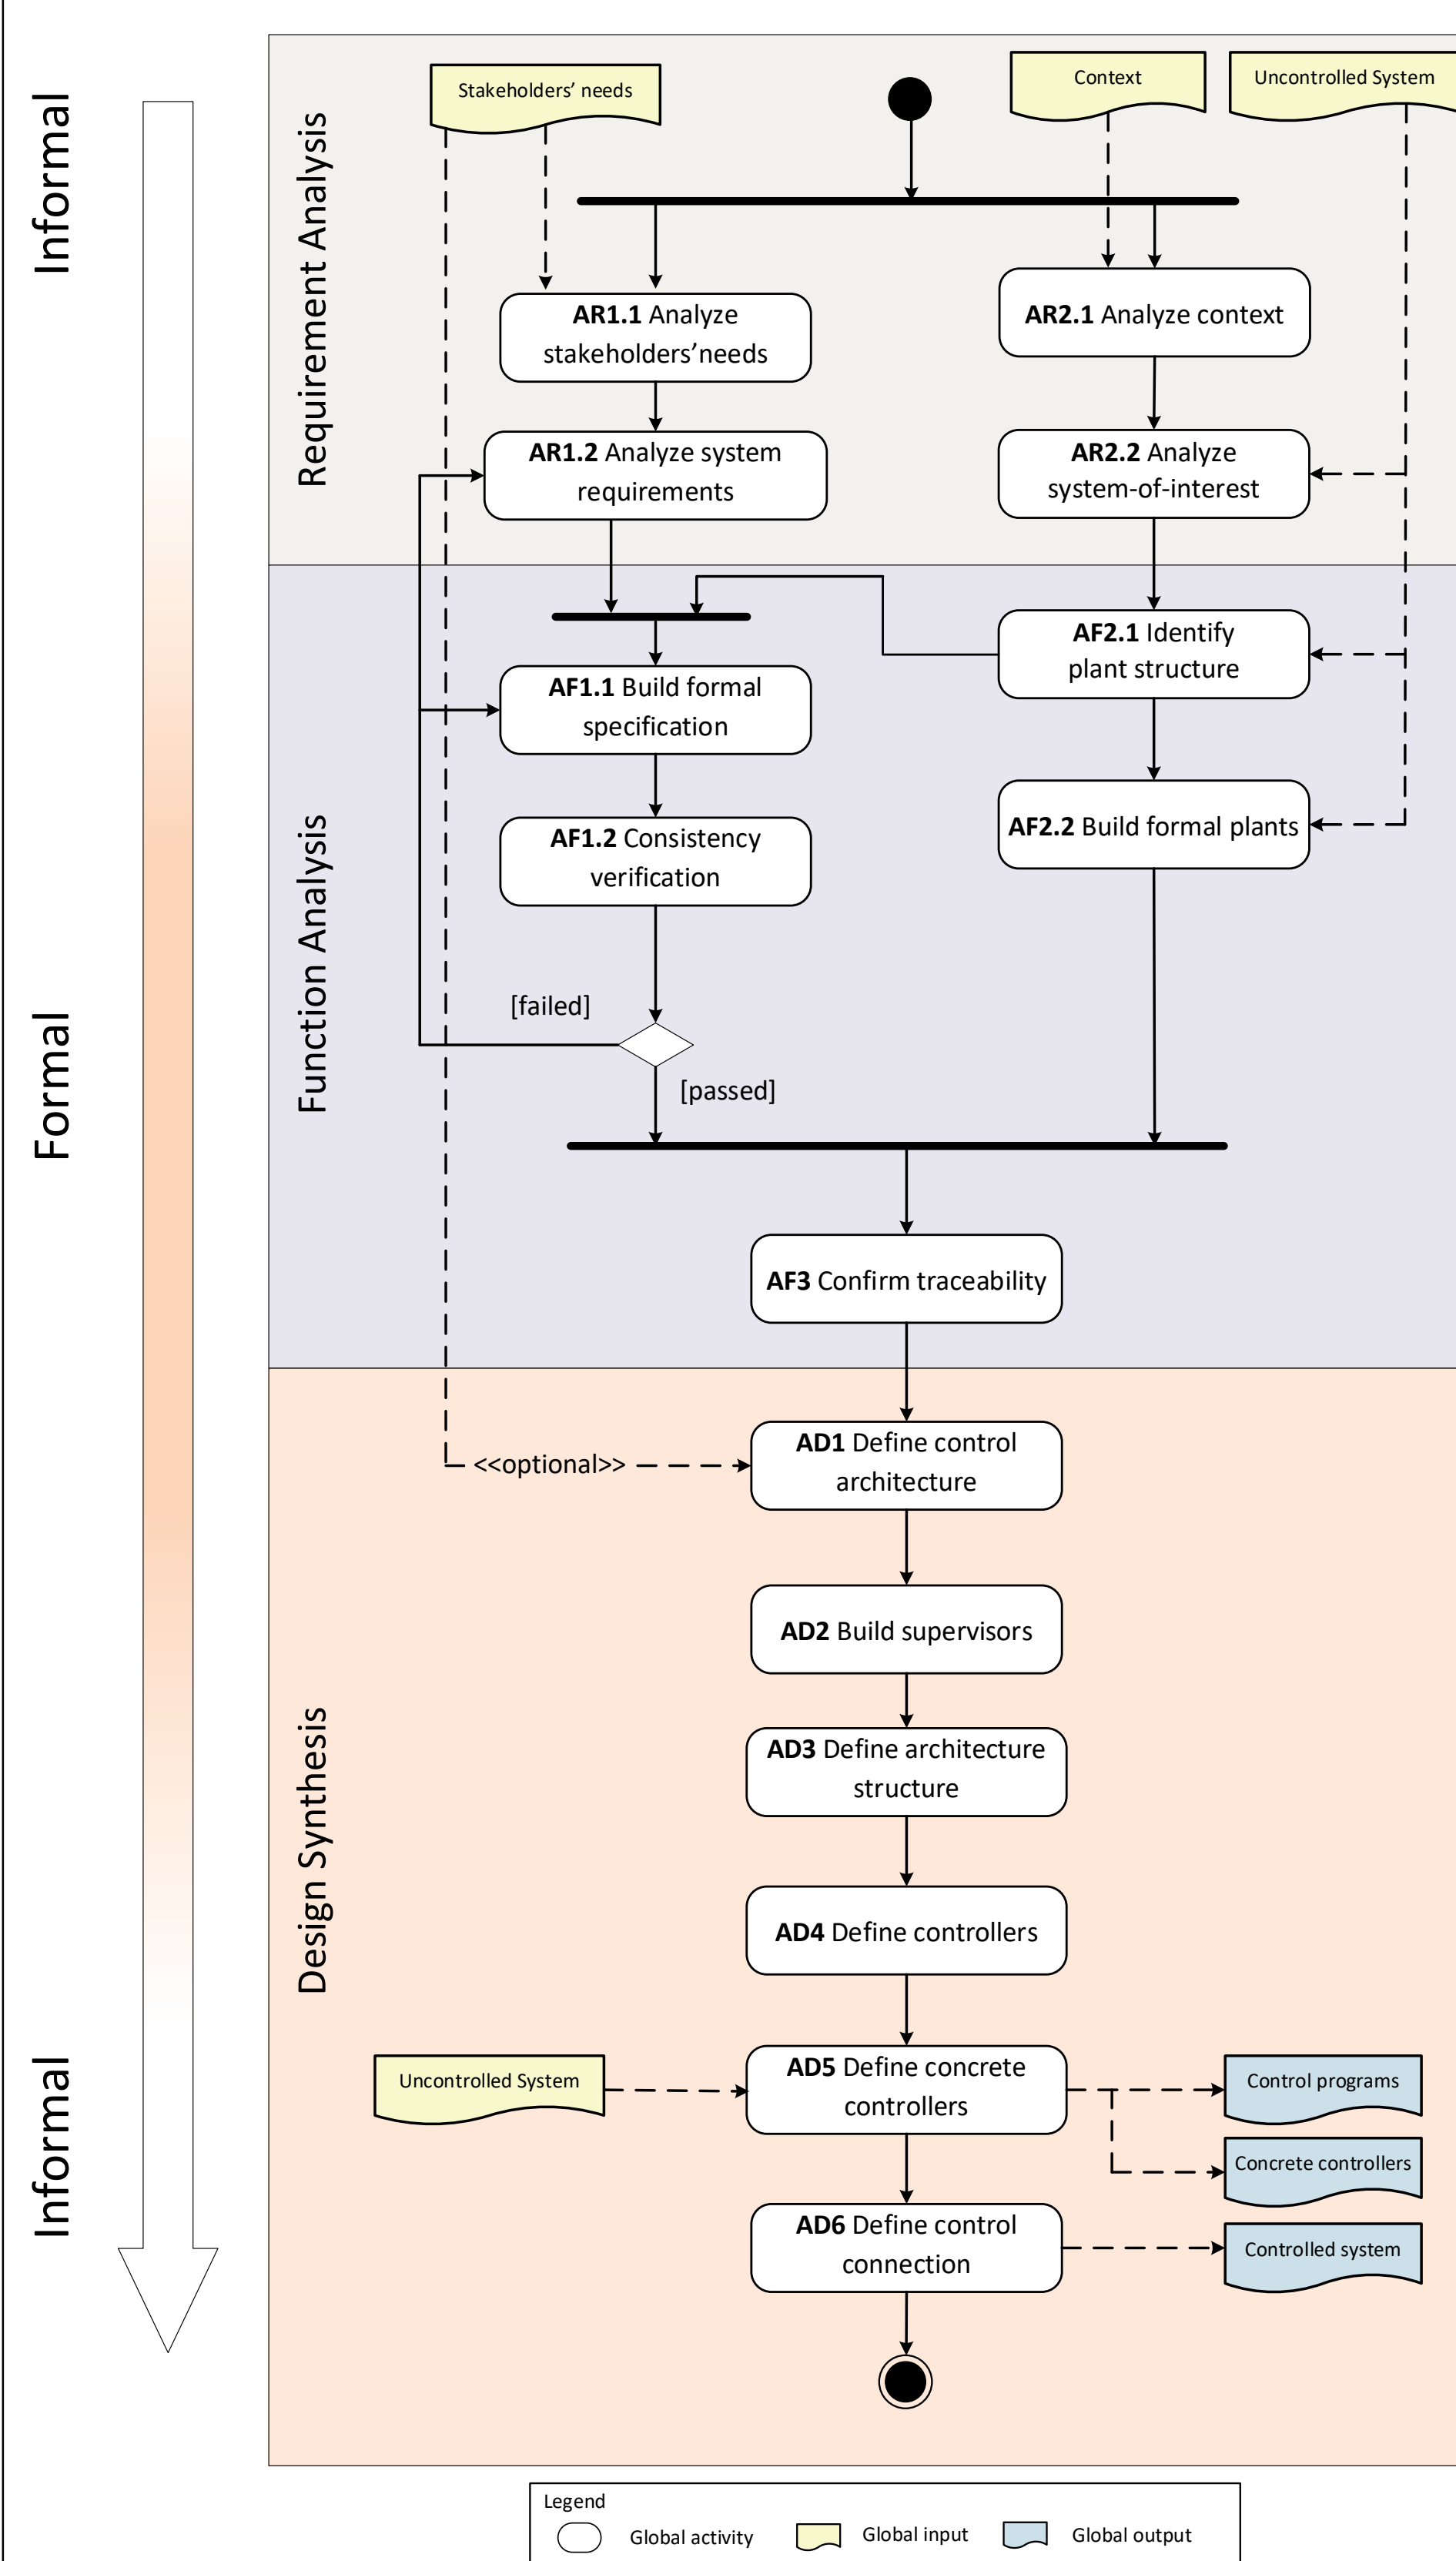 Informal
Formal
Informal
Requirement Analysis
Stakeholders’ needs
Context
Uncontrolled System
AR1.1 Analyze
stakeholders’needs
AR2.1 Analyze context
AR1.2 Analyze system
requirements
AR2.2 Analyze
system-of-interest
Function Analysis
AF2.1 Identify
plant structure
AF1.1 Build formal
specification
AF2.2 Build formal plants
AF1.2 Consistency
verification
[failed]
[passed]
AF3 Confirm traceability
Design Synthesis
AD1 Define control
architecture
<<optional>>
AD2 Build supervisors
AD3 Define architecture
structure
AD4 Define controllers
Uncontrolled System
AD5 Define concrete
controllers
Control programs
Concrete controllers
AD6 Define control
connection
Controlled system
Legend
Global activity
Global input
Global output